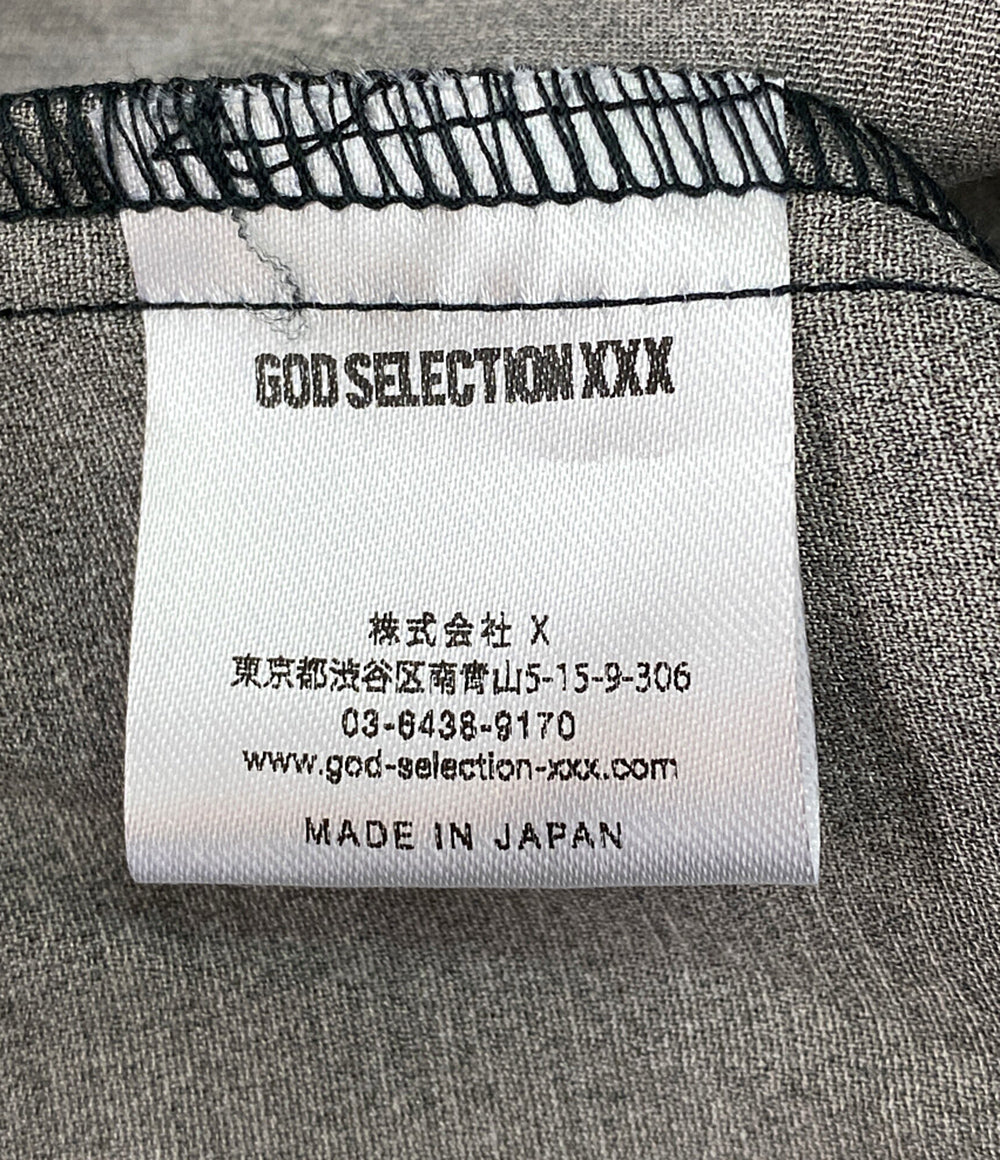 GOD SELECTION XXX
株式会社 X
東京都渋谷区南青山5-15-9-306
03-6438-9170
www.god-selection-xxx.com
MADE IN JAPAN